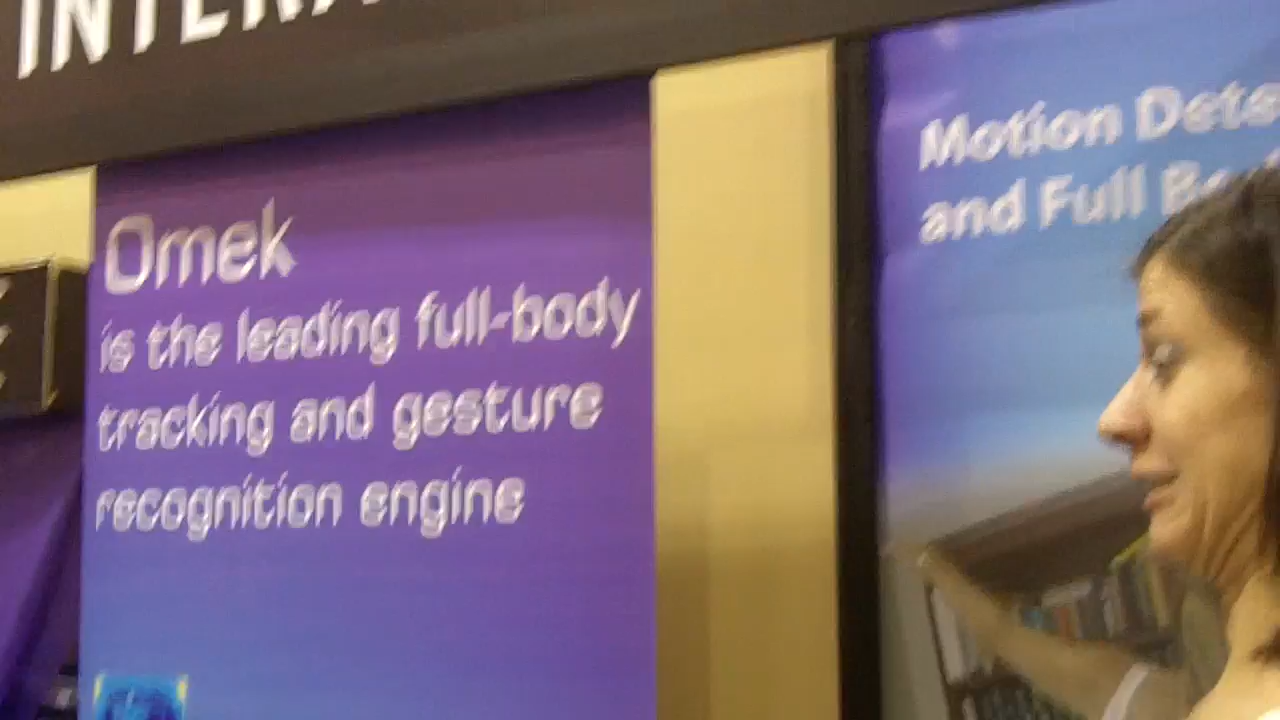 Omek
is the leading full-body
tracking and gesture
recognition engine
Motion
and Full